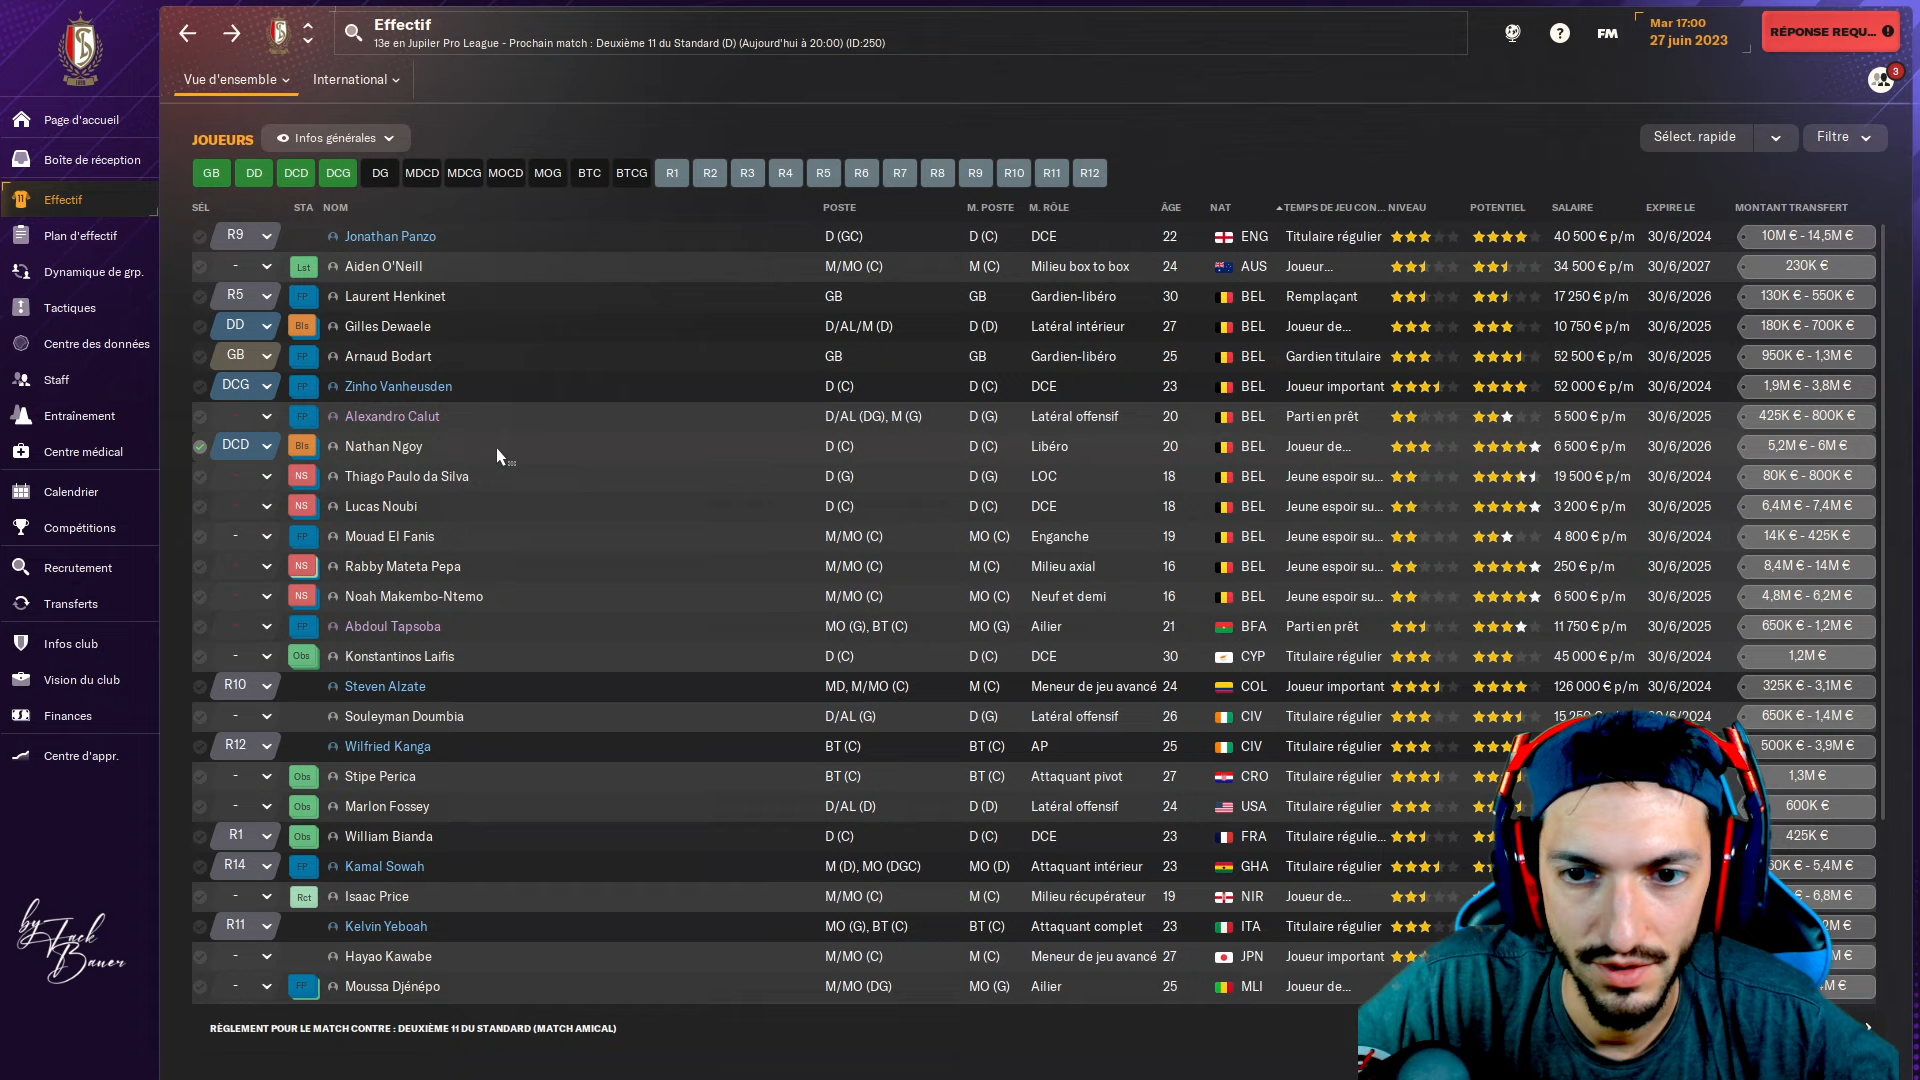 Effectif
13e en Jupiler Pro League - Prochain match : Deuxième 11 du Standard (D) (Aujourd'hui à 20:00) (ID:250)
FM
Mar 17:00
27 juin 2023
RÉPONSE REQU...
3
Vue d'ensemble
International
Page d'accueil
Boîte de réception
Effectif
Plan d'effectif
Dynamique de grp.
Tactiques
Centre des données
Staff
Entraînement
Centre médical
Calendrier
Compétitions
Recrutement
Transferts
Infos club
Vision du club
Finances
Centre d'appr.
by Jack Bauer
JOUEURS Infos générales Sélect. rapide Filtre
GB DD DCD DCG DG MDCD MDCG MOCD MOG BTC BTCG R1 R2 R3 R4 R5 R6 R7 R8 R9 R10 R11 R12
SÉL STA NOM POSTE M. POSTE M. RÔLE ÂGE NAT TEMPS DE JEU CON... NIVEAU POTENTIEL SALAIRE EXPIRE LE MONTANT TRANSFERT
R9 Jonathan Panzo D (GC) D (C) DCE 22 ENG Titulaire régulier 40 500 € p/m 30/6/2024 10M € - 14,5M €
- Lst Aiden O'Neill M/MO (C) M (C) Milieu box to box 24 AUS Joueur... 34 500 € p/m 30/6/2027 230K €
R5 FP Laurent Henkinet GB GB Gardien-libéro 30 BEL Remplaçant 17 250 € p/m 30/6/2026 130K € - 550K €
DD Bls Gilles Dewaele D/AL/M (D) D (D) Latéral intérieur 27 BEL Joueur de... 10 750 € p/m 30/6/2025 180K € - 700K €
GB FP Arnaud Bodart GB GB Gardien-libéro 25 BEL Gardien titulaire 52 500 € p/m 30/6/2025 950K € - 1,3M €
DCG FP Zinho Vanheusden D (C) D (C) DCE 23 BEL Joueur important 52 000 € p/m 30/6/2024 1,9M € - 3,8M €
- FP Alexandro Calut D/AL (DG), M (G) D (G) Latéral offensif 20 BEL Parti en prêt 5 500 € p/m 30/6/2025 425K € - 800K €
DCD Bls Nathan Ngoy D (C) D (C) Libéro 20 BEL Joueur de... 6 500 € p/m 30/6/2026 5,2M € - 6M €
- NS Thiago Paulo da Silva D (G) D (G) LOC 18 BEL Jeune espoir su... 19 500 € p/m 30/6/2024 80K € - 800K €
- NS Lucas Noubi D (C) D (C) DCE 18 BEL Jeune espoir su... 3 200 € p/m 30/6/2025 6,4M € - 7,4M €
- FP Mouad El Fanis M/MO (C) MO (C) Enganche 19 BEL Jeune espoir su... 4 800 € p/m 30/6/2024 14K € - 425K €
- NS Rabby Mateta Pepa M/MO (C) M (C) Milieu axial 16 BEL Jeune espoir su... 250 € p/m 30/6/2025 8,4M € - 14M €
- NS Noah Makembo-Ntemo M/MO (C) MO (C) Neuf et demi 16 BEL Jeune espoir su... 6 500 € p/m 30/6/2025 4,8M € - 6,2M €
- FP Abdoul Tapsoba MO (G), BT (C) MO (G) Ailier 21 BFA Parti en prêt 11 750 € p/m 30/6/2025 650K € - 1,2M €
- Obs Konstantinos Laifis D (C) D (C) DCE 30 CYP Titulaire régulier 45 000 € p/m 30/6/2024 1,2M €
R10 Steven Alzate MD, M/MO (C) M (C) Meneur de jeu avancé 24 COL Joueur important 126 000 € p/m 30/6/2024 325K € - 3,1M €
- Souleyman Doumbia D/AL (G) D (G) Latéral offensif 26 CIV Titulaire régulier 15 250 /2024 650K € - 1,4M €
R12 Wilfried Kanga BT (C) BT (C) AP 25 CIV Titulaire régulier 500K € - 3,9M €
- Obs Stipe Perica BT (C) BT (C) Attaquant pivot 27 CRO Titulaire régulier 1,3M €
- Obs Marlon Fossey D/AL (D) D (D) Latéral offensif 24 USA Titulaire régulier 600K €
R1 Obs William Bianda D (C) D (C) DCE 23 FRA Titulaire régulie... 425K €
R14 FP Kamal Sowah M (D), MO (DGC) MO (D) Attaquant intérieur 23 GHA Titulaire régulier 0K € - 5,4M €
- Rct Isaac Price M/MO (C) M (C) Milieu récupérateur 19 NIR Joueur de... € - 6,8M €
R11 Kelvin Yeboah MO (G), BT (C) BT (C) Attaquant complet 23 ITA Titulaire régulier 2M €
- Hayao Kawabe M/MO (C) M (C) Meneur de jeu avancé 27 JPN Joueur important M €
- FP Moussa Djénépo M/MO (DG) MO (G) Ailier 25 MLI Joueur de... M €
RÈGLEMENT POUR LE MATCH CONTRE : DEUXIÈME 11 DU STANDARD (MATCH AMICAL)